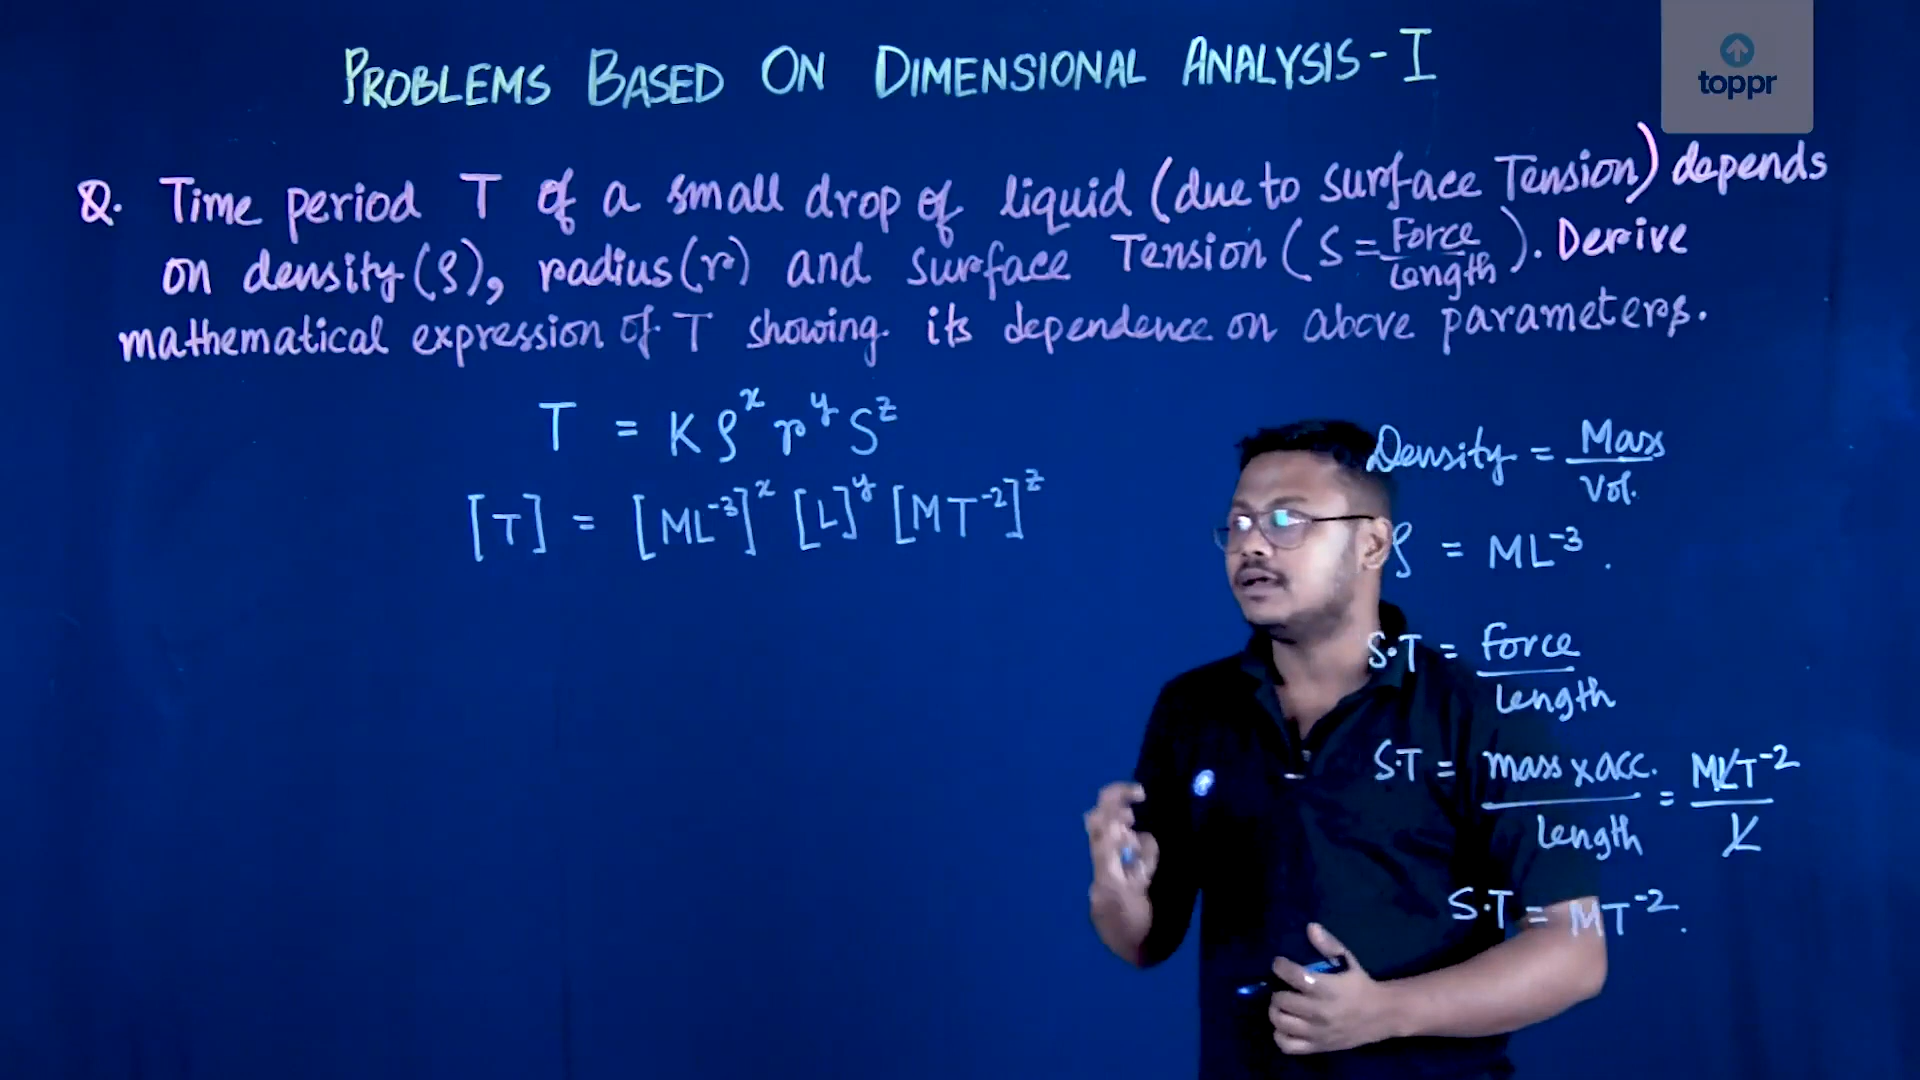 PROBLEMS BASED ON DIMENSIONAL ANALYSIS - I
toppr
Q. Time period T of a small drop of liquid (due to surface Tension) depends
on density (ρ), radius (r) and surface Tension (S = Force/Length). Derive
mathematical expression of T showing its dependence on above parameters.
T = K ρ^x r^y S^z
[T] = [ML^-3]^x [L]^y [MT^-2]^z
Density = Mass/Vol.
ρ = ML^-3.
S.T = Force/Length
S.T = mass x acc./Length = MLT^-2/L
S.T = MT^-2.